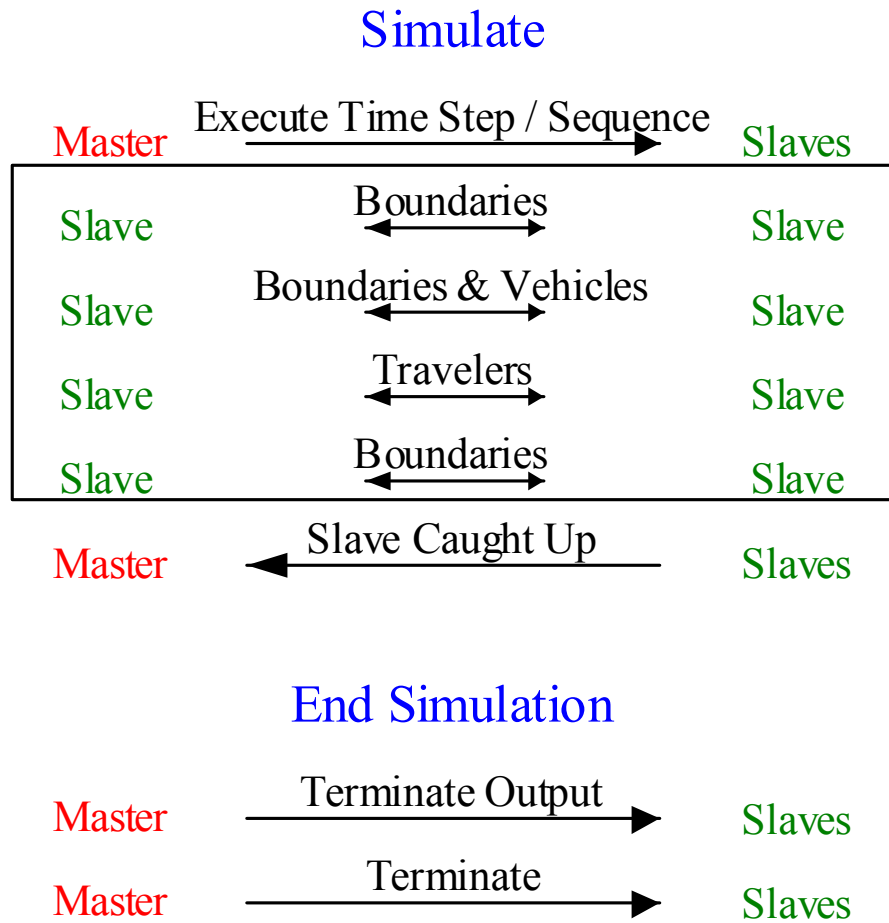 Simulate
Execute Time Step / Sequence
Master Slaves
Boundaries
Slave Slave
Boundaries & Vehicles
Slave Slave
Travelers
Slave Slave
Boundaries
Slave Slave
Slave Caught Up
Master Slaves
End Simulation
Terminate Output
Master Slaves
Terminate
Master Slaves